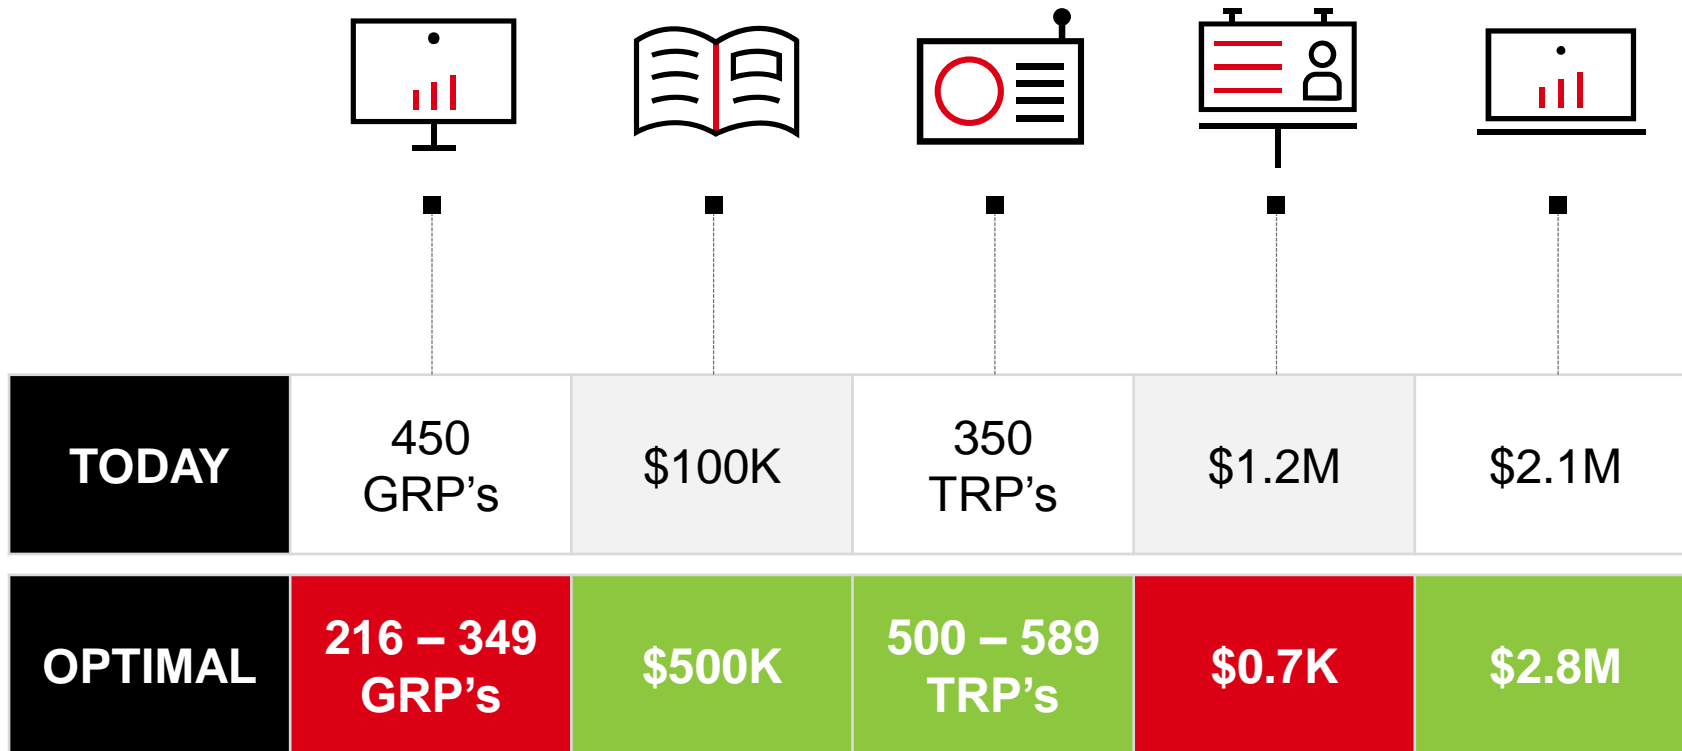 TODAY
450
GRP's
$100K
350
TRP's
$1.2M
$2.1M
OPTIMAL
216 – 349
GRP's
$500K
500 – 589
TRP's
$0.7K
$2.8M